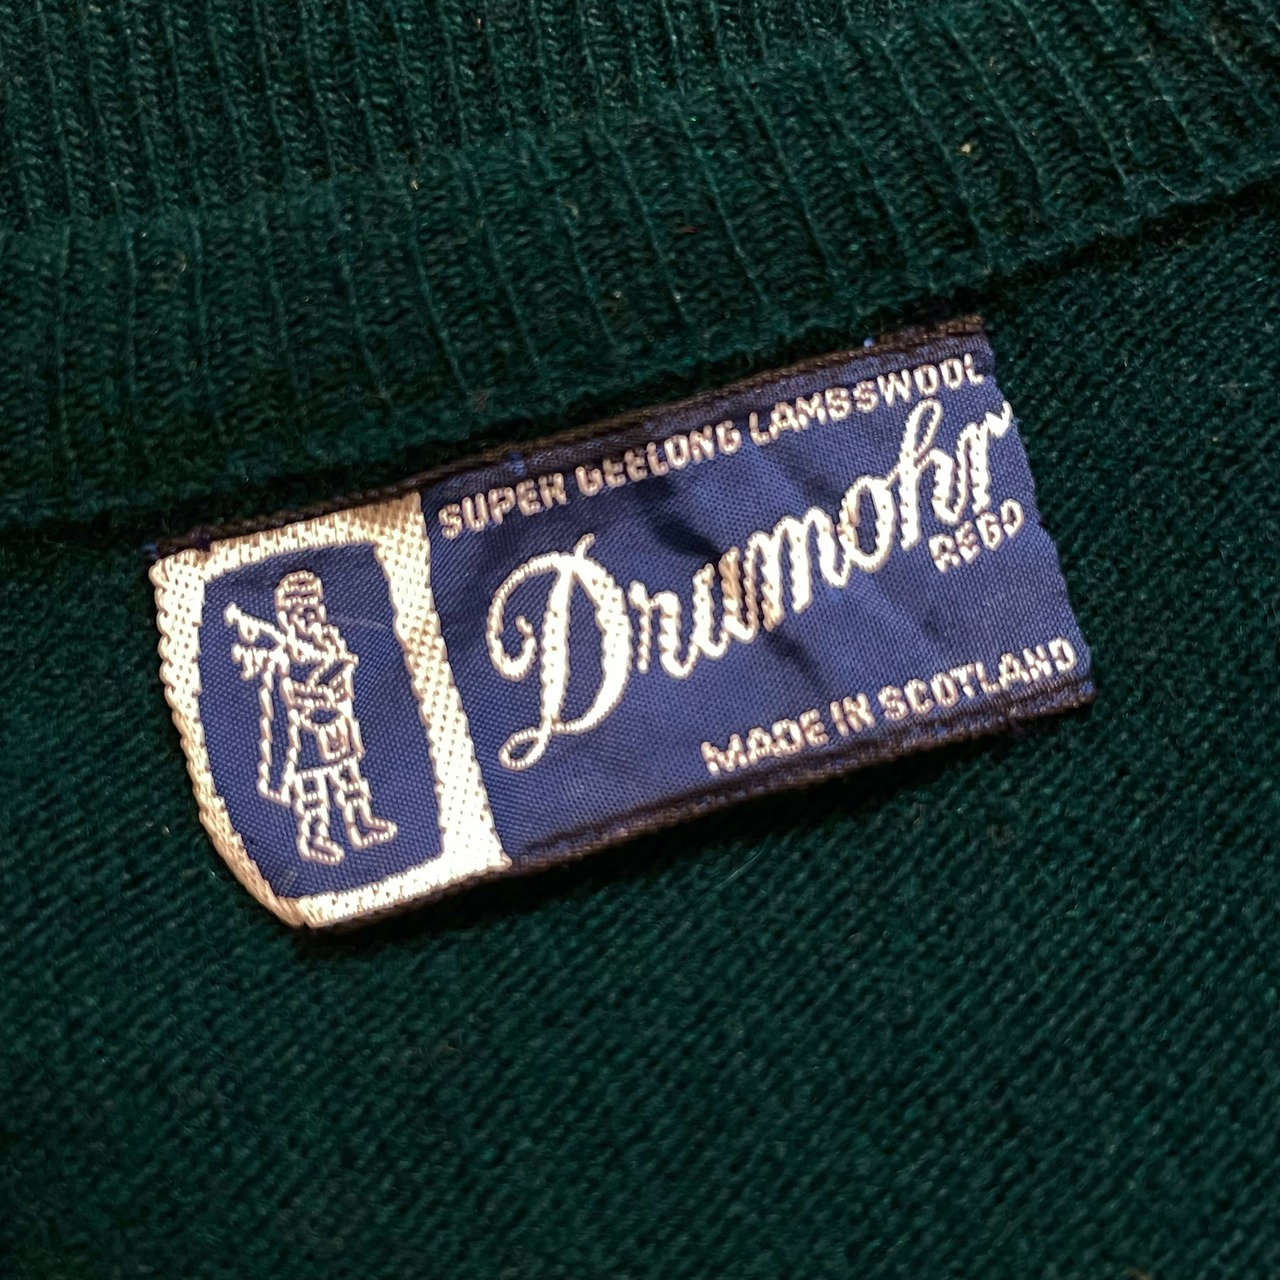 SUPER GEELONG LAMBSWOOL
Drumohr
REGD
MADE IN SCOTLAND